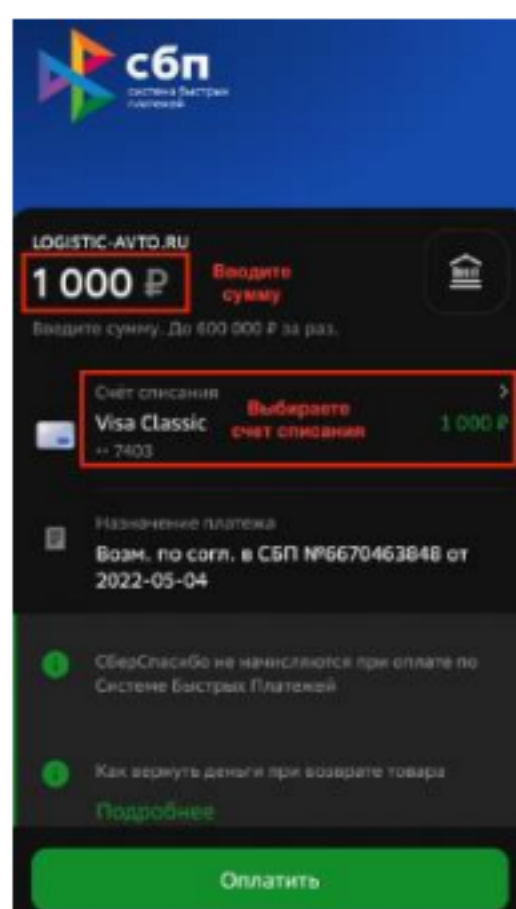 сбп
система быстрых
платежей
LOGISTIC-AVTO.RU
1 000 ₽
Вводите
сумму
Введите сумму. До 600 000 ₽ за раз.
Счёт списания
Visa Classic
Выбираете
счет списания
1 000 ₽
•• 7403
Назначение платежа
Возм. по согл. в СБП №6670463848 от
2022-05-04
СберСпасибо не начисляются при оплате по
Системе Быстрых Платежей
Как вернуть деньги при возврате товара
Подробнее
Оплатить